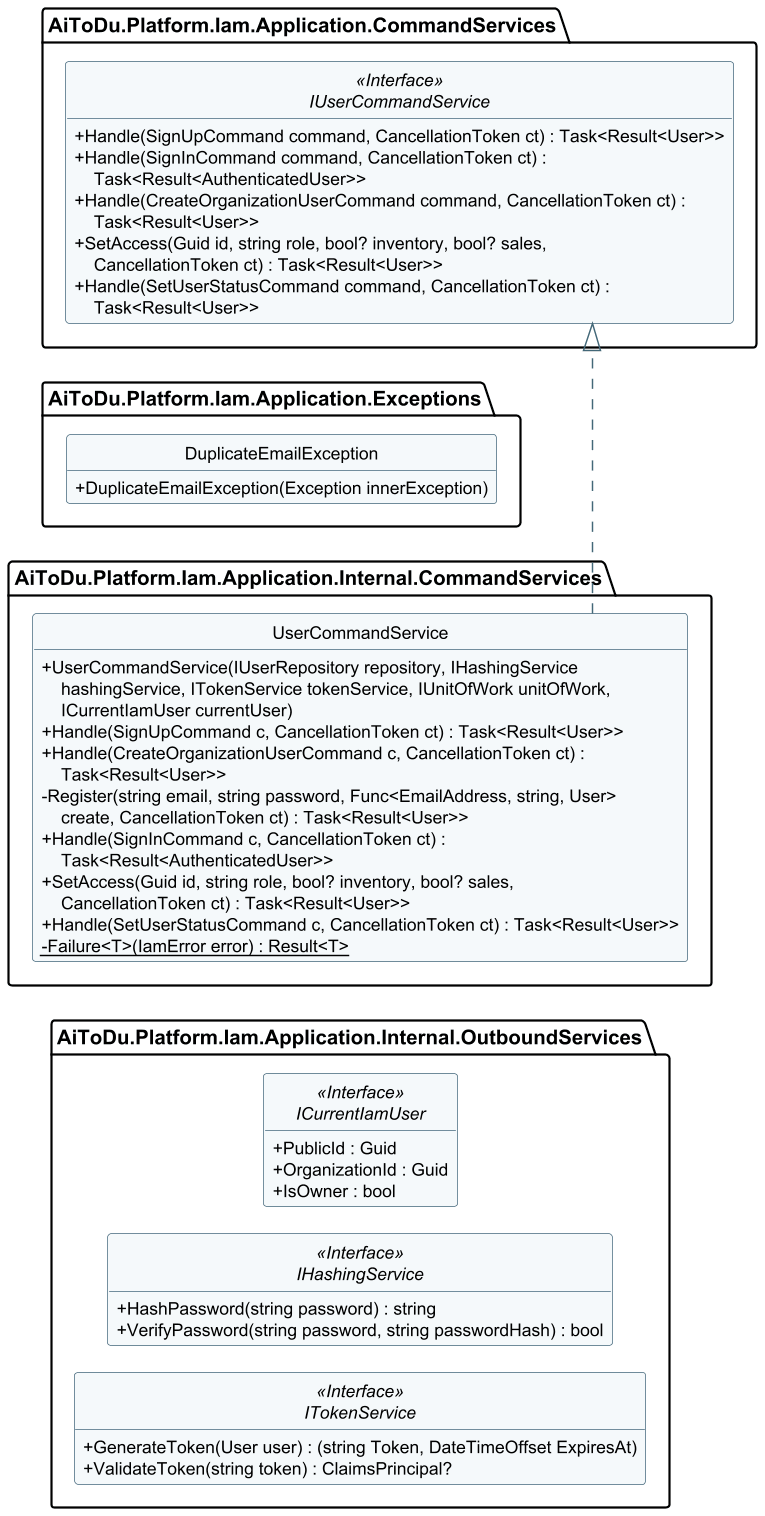 AiToDu.Platform.Iam.Application.CommandServices
«Interface»
IUserCommandService
+Handle(SignUpCommand command, CancellationToken ct) : Task<Result<User>>
+Handle(SignInCommand command, CancellationToken ct) :
Task<Result<AuthenticatedUser>>
+Handle(CreateOrganizationUserCommand command, CancellationToken ct) :
Task<Result<User>>
+SetAccess(Guid id, string role, bool? inventory, bool? sales,
CancellationToken ct) : Task<Result<User>>
+Handle(SetUserStatusCommand command, CancellationToken ct) :
Task<Result<User>>
AiToDu.Platform.Iam.Application.Exceptions
DuplicateEmailException
+DuplicateEmailException(Exception innerException)
AiToDu.Platform.Iam.Application.Internal.CommandServices
UserCommandService
+UserCommandService(IUserRepository repository, IHashingService
hashingService, ITokenService tokenService, IUnitOfWork unitOfWork,
ICurrentIamUser currentUser)
+Handle(SignUpCommand c, CancellationToken ct) : Task<Result<User>>
+Handle(CreateOrganizationUserCommand c, CancellationToken ct) :
Task<Result<User>>
-Register(string email, string password, Func<EmailAddress, string, User>
create, CancellationToken ct) : Task<Result<User>>
+Handle(SignInCommand c, CancellationToken ct) :
Task<Result<AuthenticatedUser>>
+SetAccess(Guid id, string role, bool? inventory, bool? sales,
CancellationToken ct) : Task<Result<User>>
+Handle(SetUserStatusCommand c, CancellationToken ct) : Task<Result<User>>
-Failure<T>(IamError error) : Result<T>
AiToDu.Platform.Iam.Application.Internal.OutboundServices
«Interface»
ICurrentIamUser
+PublicId : Guid
+OrganizationId : Guid
+IsOwner : bool
«Interface»
IHashingService
+HashPassword(string password) : string
+VerifyPassword(string password, string passwordHash) : bool
«Interface»
ITokenService
+GenerateToken(User user) : (string Token, DateTimeOffset ExpiresAt)
+ValidateToken(string token) : ClaimsPrincipal?